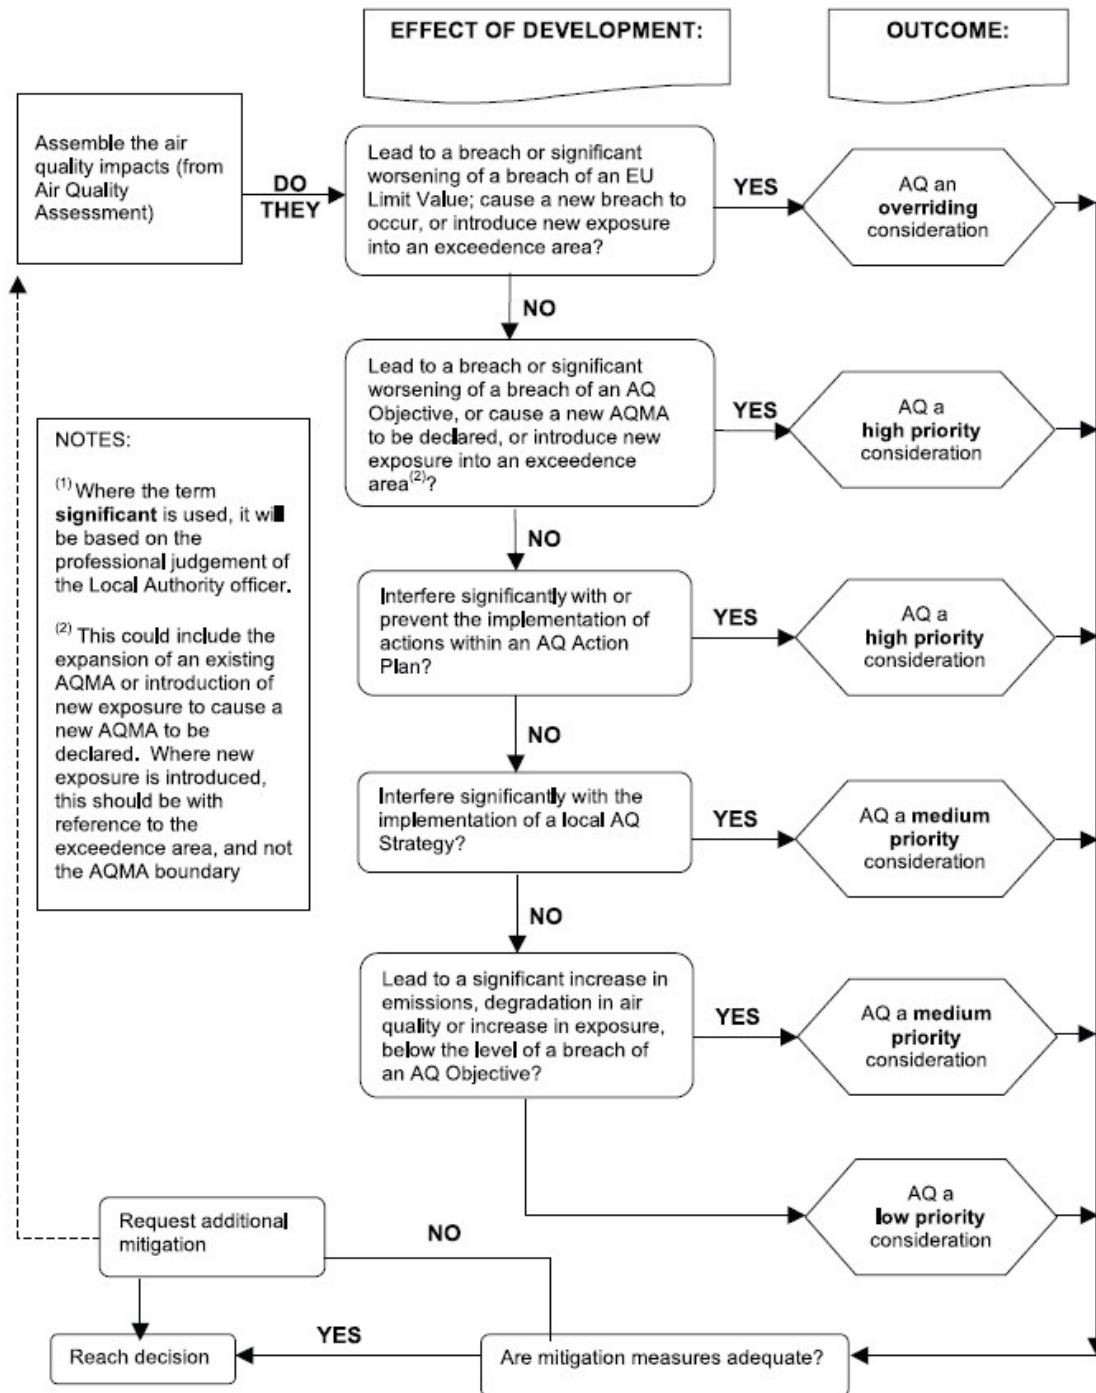 EFFECT OF DEVELOPMENT:
OUTCOME:
Assemble the air
quality impacts (from
Air Quality
Assessment)
DO
THEY
Lead to a breach or significant
worsening of a breach of an EU
Limit Value; cause a new breach to
occur, or introduce new exposure
into an exceedence area?
YES
AQ an
overriding
consideration
NO
Lead to a breach or significant
worsening of a breach of an AQ
Objective, or cause a new AQMA
to be declared, or introduce new
exposure into an exceedence
area(2)?
YES
AQ a
high priority
consideration
NO
NOTES:
(1) Where the term
significant is used, it will
be based on the
professional judgement of
the Local Authority officer.
(2) This could include the
expansion of an existing
AQMA or introduction of
new exposure to cause a
new AQMA to be
declared. Where new
exposure is introduced,
this should be with
reference to the
exceedence area, and not
the AQMA boundary
Interfere significantly with or
prevent the implementation of
actions within an AQ Action
Plan?
YES
AQ a
high priority
consideration
NO
Interfere significantly with the
implementation of a local AQ
Strategy?
YES
AQ a medium
priority
consideration
NO
Lead to a significant increase in
emissions, degradation in air
quality or increase in exposure,
below the level of a breach of
an AQ Objective?
YES
AQ a medium
priority
consideration
AQ a
low priority
consideration
Request additional
mitigation
NO
Reach decision
YES
Are mitigation measures adequate?